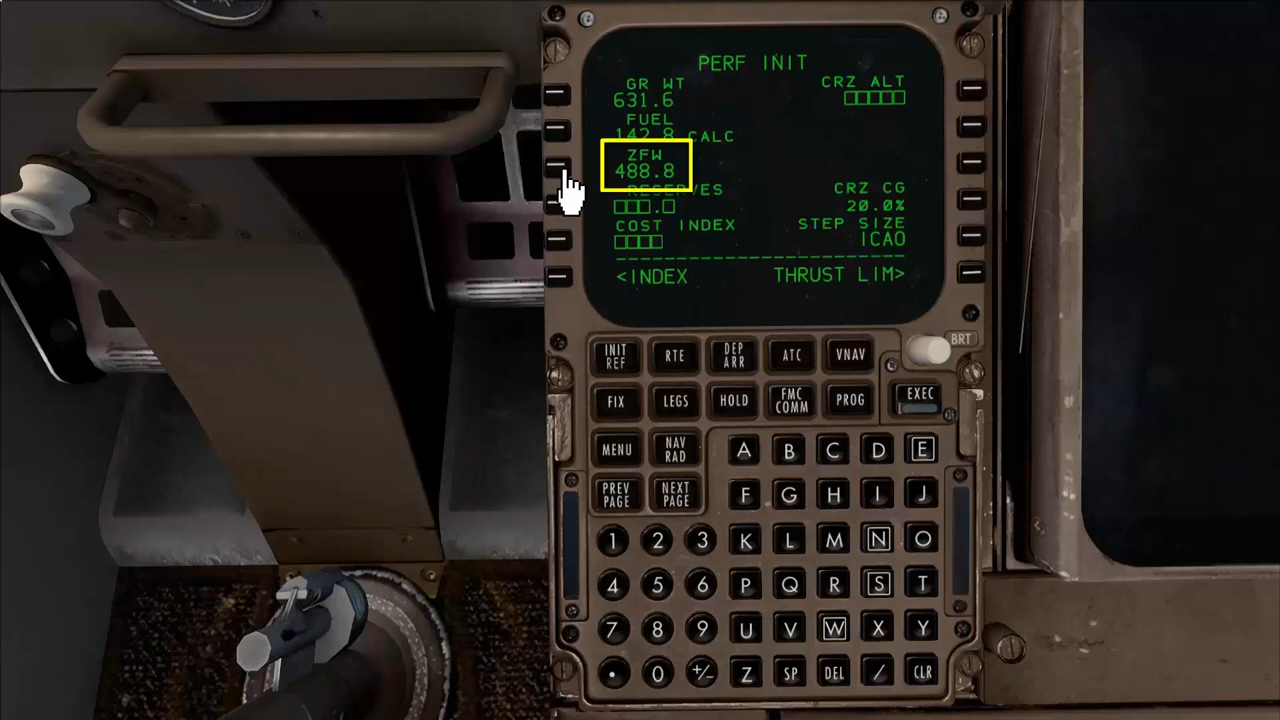 PERF INIT
GR WT CRZ ALT
631.6 □□□□□
FUEL
142.8 CALC
ZFW
488.8
RESERVES CRZ CG
□□□.□ 20.0%
COST INDEX STEP SIZE
□□□□ ICAO
<INDEX THRUST LIM>
BRT
INIT REF RTE DEP ARR ATC VNAV
FIX LEGS HOLD FMC COMM PROG EXEC
MENU NAV RAD A B C D E
PREV PAGE NEXT PAGE F G H I J
1 2 3 K L M N O
4 5 6 P Q R S T
7 8 9 U V W X Y
. 0 +/- Z SP DEL / CLR